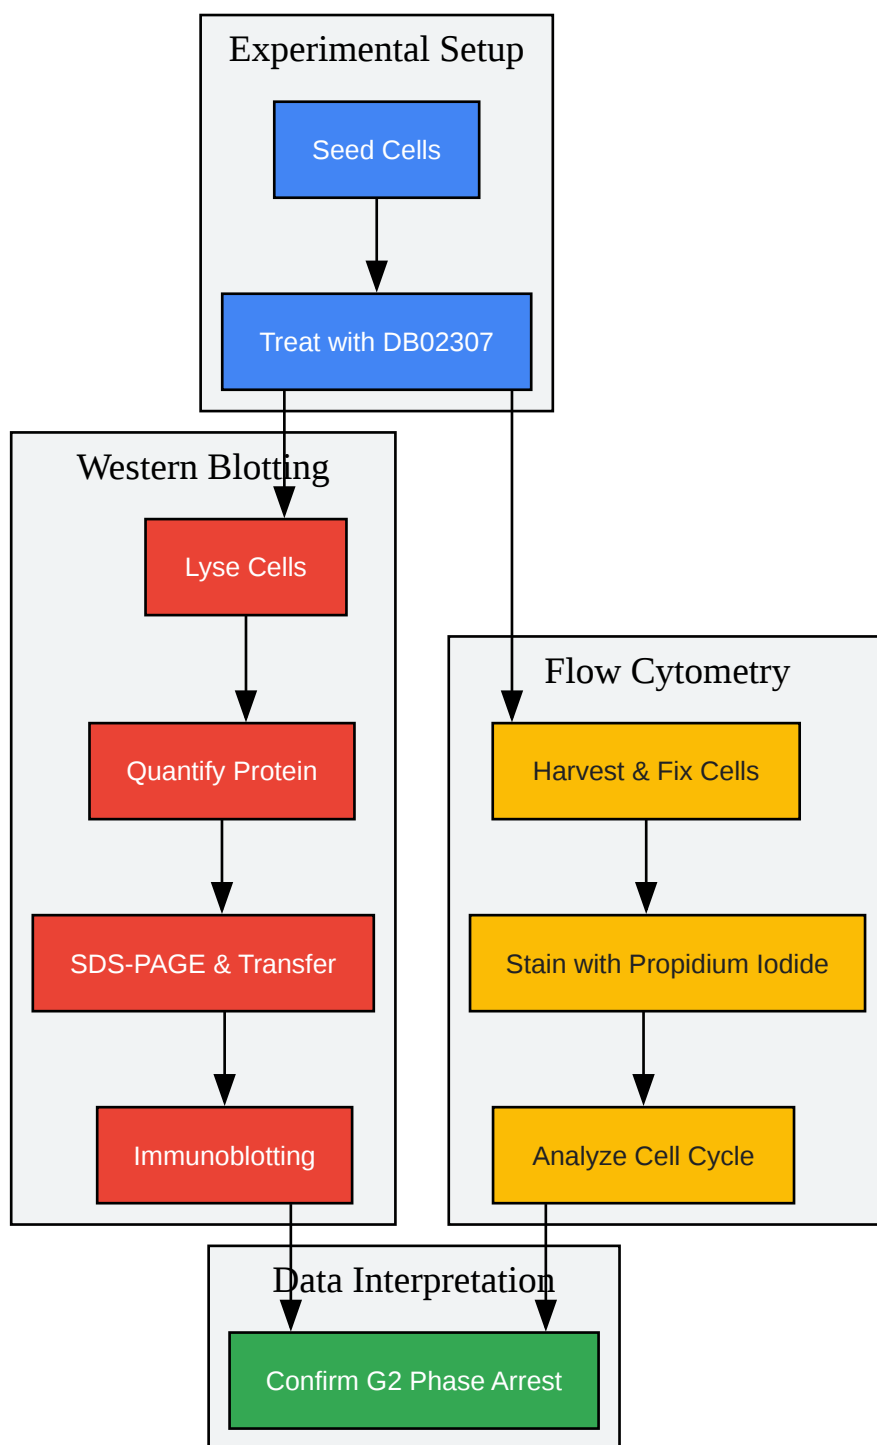 Experimental Setup
Seed Cells
Treat with DB02307
Western Blotting
Lyse Cells
Quantify Protein
SDS-PAGE & Transfer
Immunoblotting
Flow Cytometry
Harvest & Fix Cells
Stain with Propidium Iodide
Analyze Cell Cycle
Data Interpretation
Confirm G2 Phase Arrest